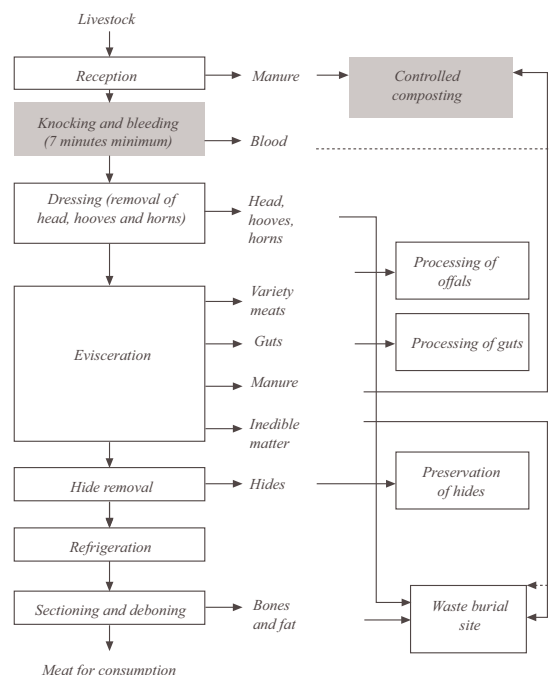 Livestock
Reception
Manure
Controlled
composting
Knocking and bleeding
(7 minutes minimum)
Blood
Dressing (removal of
head, hooves and horns)
Head,
hooves,
horns
Processing of
offals
Variety
meats
Evisceration
Guts
Processing of guts
Manure
Inedible
matter
Hide removal
Hides
Preservation
of hides
Refrigeration
Sectioning and deboning
Bones
and fat
Waste burial
site
Meat for consumption